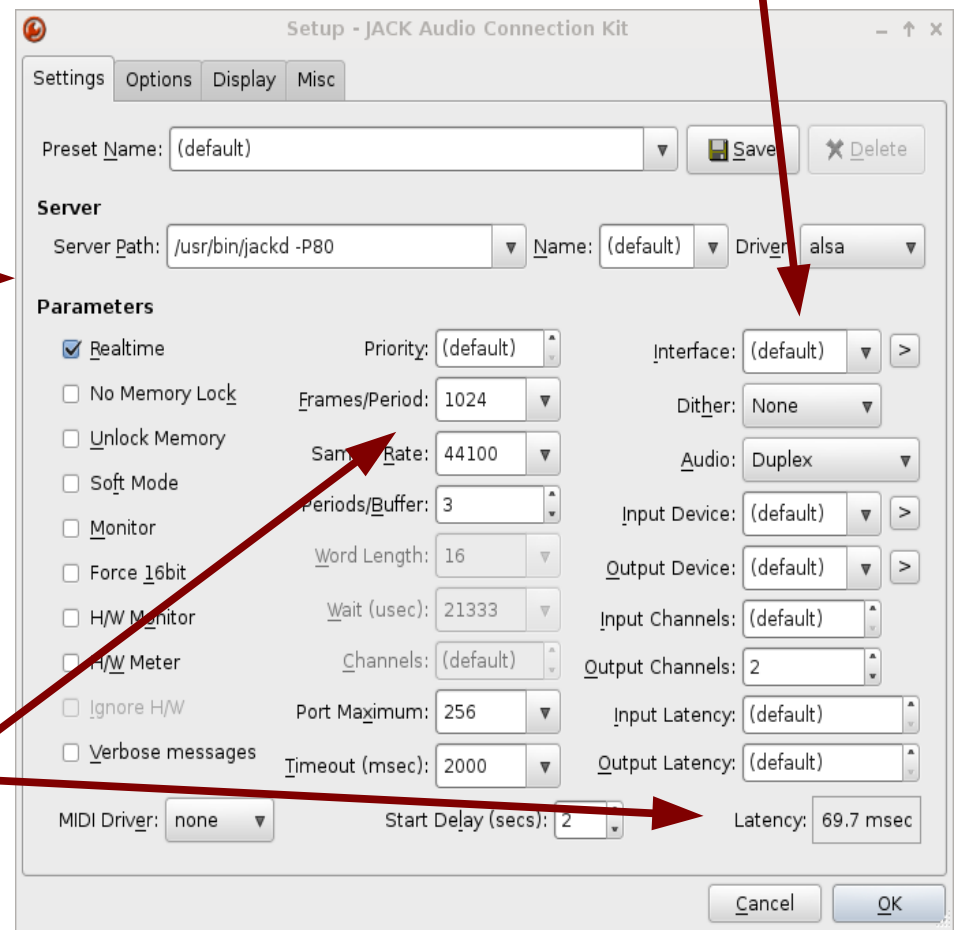 Setup - JACK Audio Connection Kit
Settings Options Display Misc
Preset Name: (default) Save Delete
Server
Server Path: /usr/bin/jackd -P80 Name: (default) Driver alsa
Parameters
Realtime Priority: (default) Interface: (default) >
No Memory Lock Frames/Period: 1024 Dither: None
Unlock Memory Rate: 44100 Audio: Duplex
Soft Mode Periods/Buffer: 3 Input Device: (default) >
Monitor Word Length: 16 Output Device: (default) >
Force 16bit Wait (usec): 21333 Input Channels: (default)
H/W Monitor Channels: (default) Output Channels: 2
H/W Meter Port Maximum: 256 Input Latency: (default)
Ignore H/W Timeout (msec): 2000 Output Latency: (default)
Verbose messages
MIDI Driver: none Start Delay (secs): 2 Latency: 69.7 msec
Cancel OK